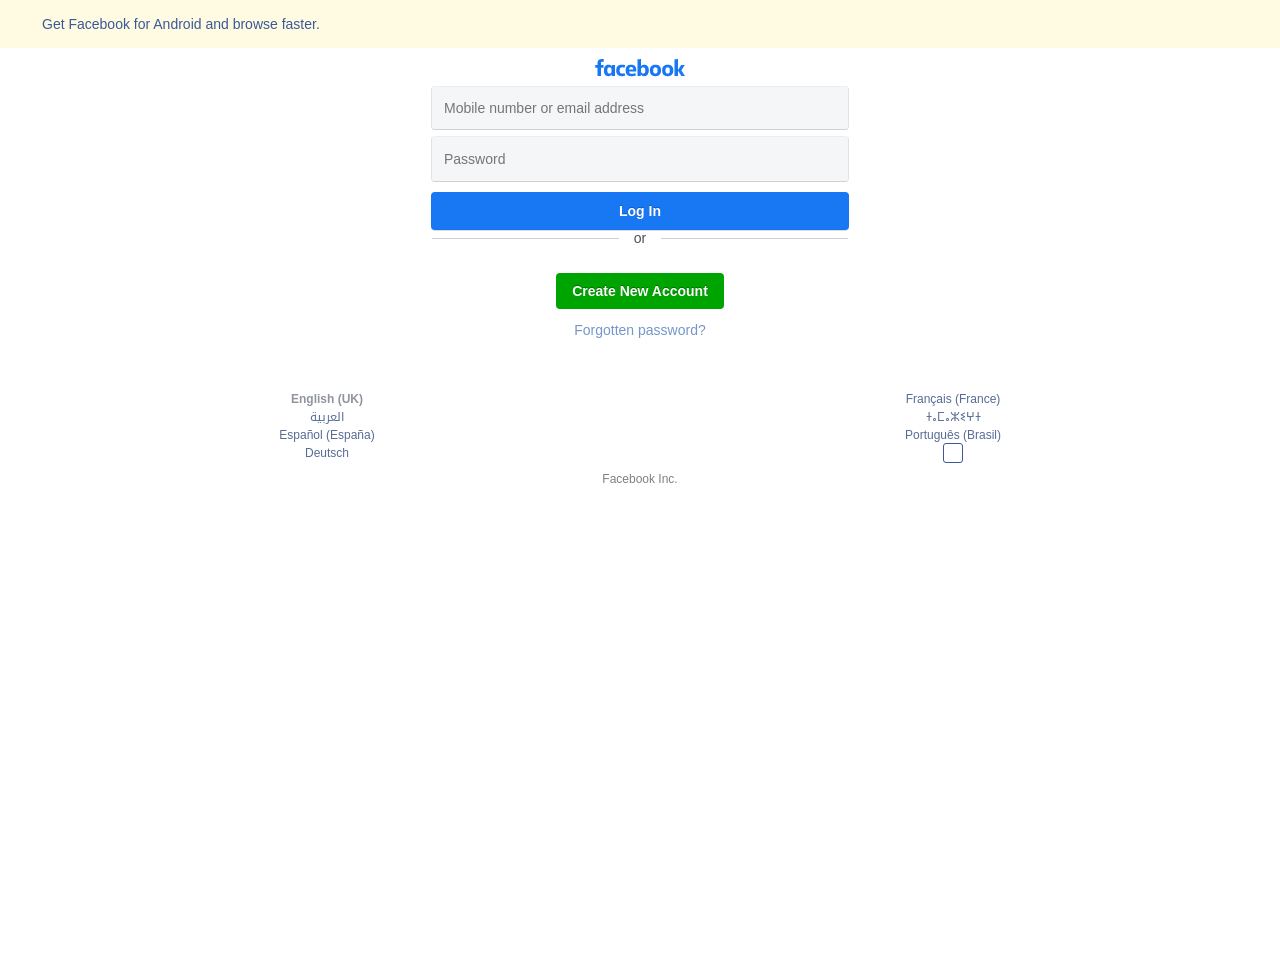 Get Facebook for Android and browse faster.
facebook
Mobile number or email address
Password
Log In
or
Create New Account
Forgotten password?
English (UK)
العربية
Español (España)
Deutsch
Français (France)
ⵜⴰⵎⴰⵣⵉⵖⵜ
Português (Brasil)
Facebook Inc.